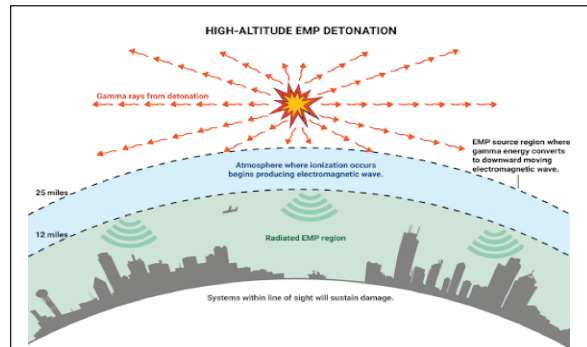 HIGH-ALTITUDE EMP DETONATION
Gamma rays from detonation
EMP source region where
gamma energy converts
to downward moving
electromagnetic wave.
Atmosphere where ionization occurs
begins producing electromagnetic wave.
25 miles
12 miles
Radiated EMP region
Systems within line of sight will sustain damage.